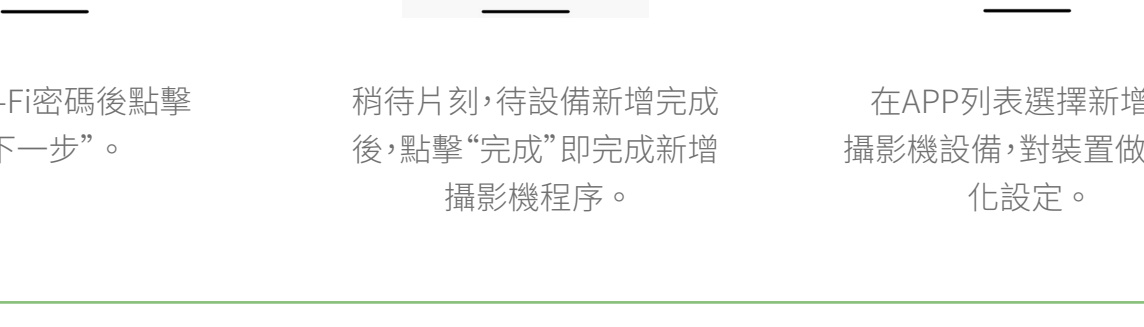 -Fi密碼後點擊
下一步”。
稍待片刻，待設備新增完成
後，點擊“完成”即完成新增
攝影機程序。
在APP列表選擇新增
攝影機設備，對裝置做
化設定。